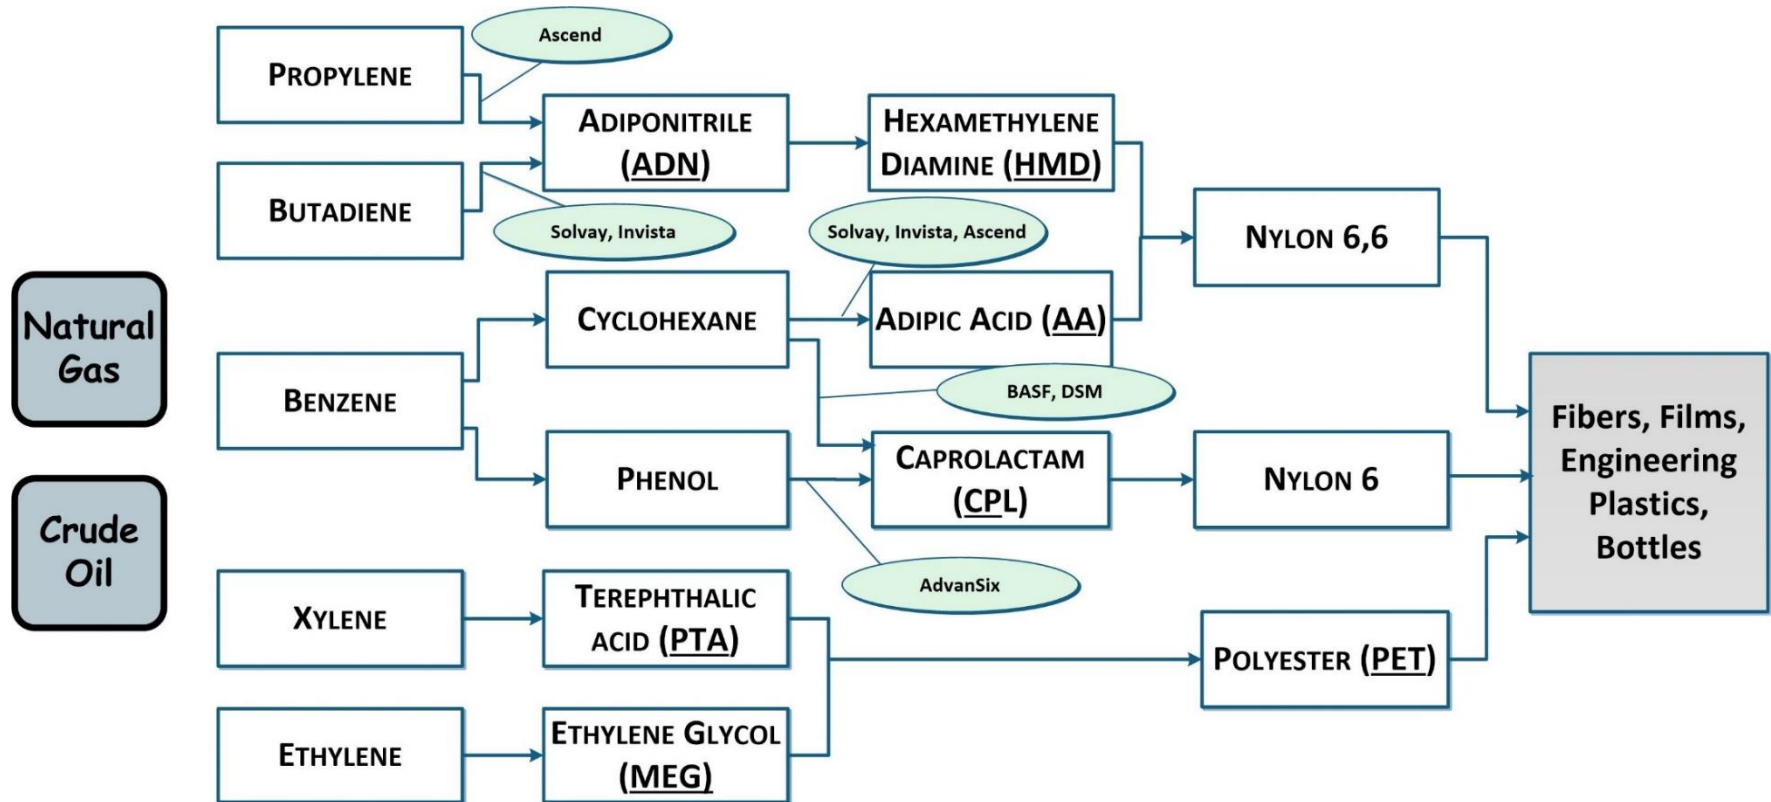 Natural
Gas
Crude
Oil
PROPYLENE
BUTADIENE
BENZENE
XYLENE
ETHYLENE
Ascend
Solvay, Invista
ADIPONITRILE
(ADN)
CYCLOHEXANE
PHENOL
TEREPHTHALIC
ACID (PTA)
ETHYLENE GLYCOL
(MEG)
HEXAMETHYLENE
DIAMINE (HMD)
Solvay, Invista, Ascend
ADIPIC ACID (AA)
BASF, DSM
CAPROLACTAM
(CPL)
AdvanSix
NYLON 6,6
NYLON 6
POLYESTER (PET)
Fibers, Films,
Engineering
Plastics,
Bottles